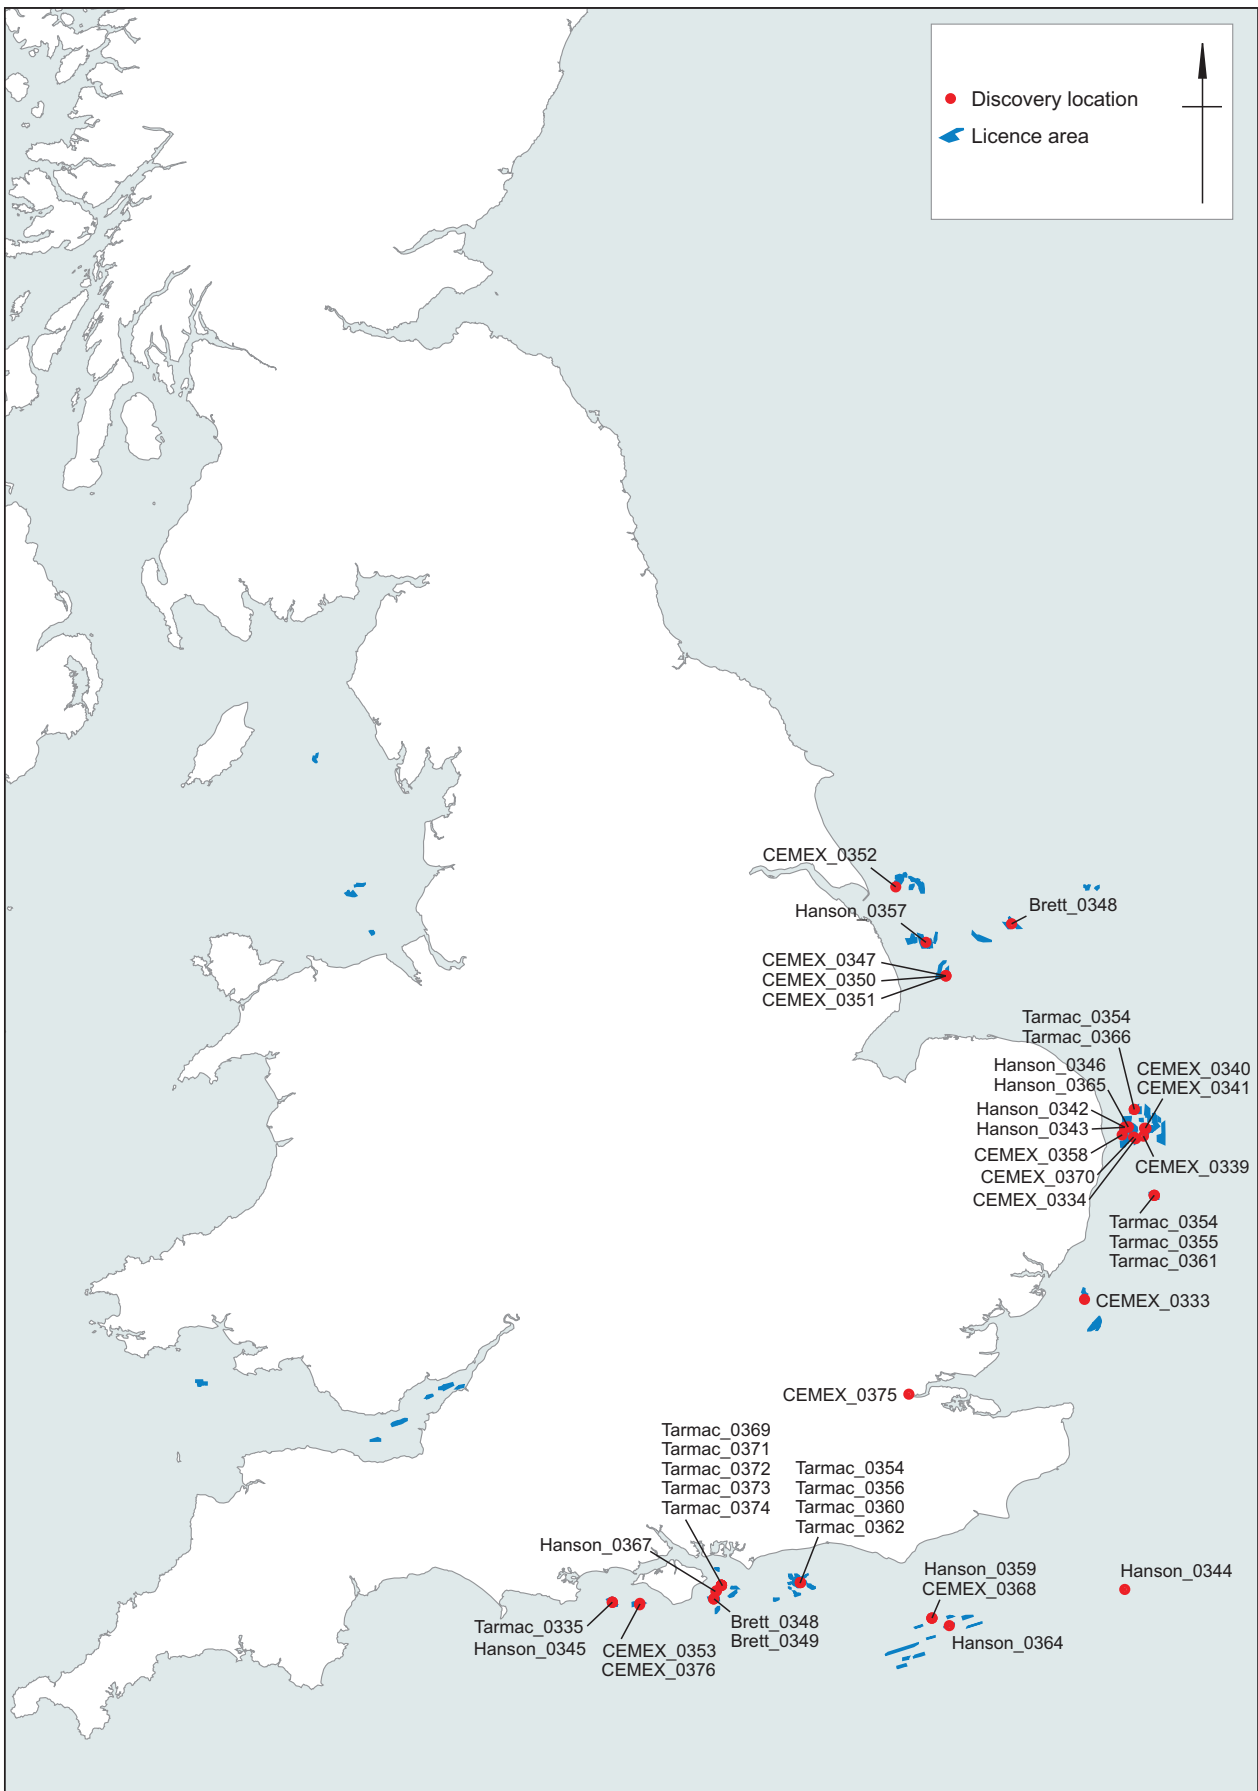 Discovery location
Licence area
CEMEX_0352
Hanson_0357
Brett_0348
CEMEX_0347
CEMEX_0350
CEMEX_0351
Tarmac_0354
Tarmac_0366
Hanson_0346
Hanson_0365
CEMEX_0340
CEMEX_0341
Hanson_0342
Hanson_0343
CEMEX_0358
CEMEX_0370
CEMEX_0334
CEMEX_0339
Tarmac_0354
Tarmac_0355
Tarmac_0361
CEMEX_0333
CEMEX_0375
Tarmac_0369
Tarmac_0371
Tarmac_0372
Tarmac_0373
Tarmac_0374
Tarmac_0354
Tarmac_0356
Tarmac_0360
Tarmac_0362
Hanson_0367
Hanson_0359
CEMEX_0368
Hanson_0344
Tarmac_0335
Hanson_0345
CEMEX_0353
CEMEX_0376
Brett_0348
Brett_0349
Hanson_0364